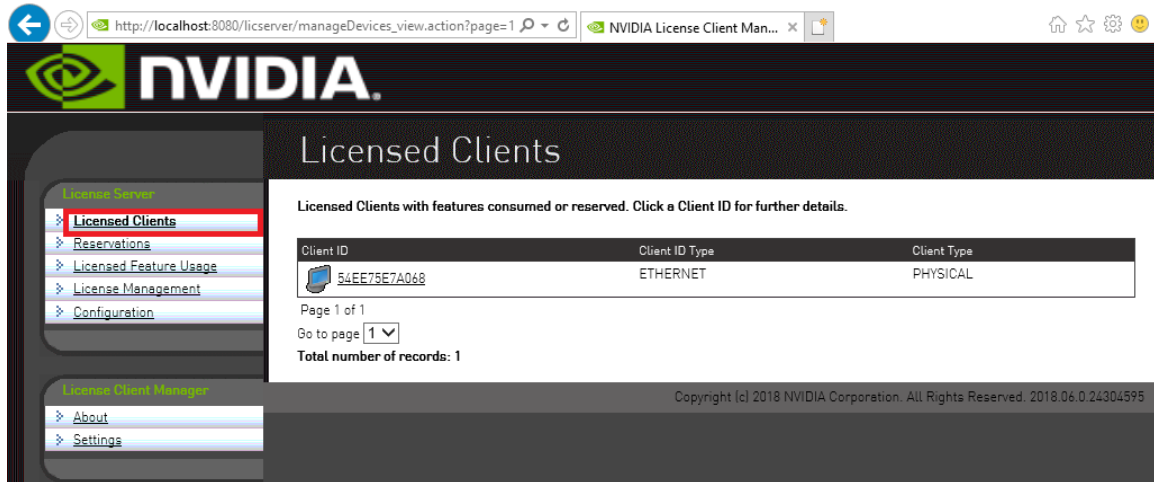 http://localhost:8080/licserver/manageDevices_view.action?page=1
NVIDIA License Client Man...
NVIDIA.
Licensed Clients
License Server
Licensed Clients
Reservations
Licensed Feature Usage
License Management
Configuration
License Client Manager
About
Settings
Licensed Clients with features consumed or reserved. Click a Client ID for further details.
Client ID Client ID Type Client Type
54EE75E7A068 ETHERNET PHYSICAL
Page 1 of 1
Go to page 1
Total number of records: 1
Copyright (c) 2018 NVIDIA Corporation. All Rights Reserved. 2018.06.0.24304595